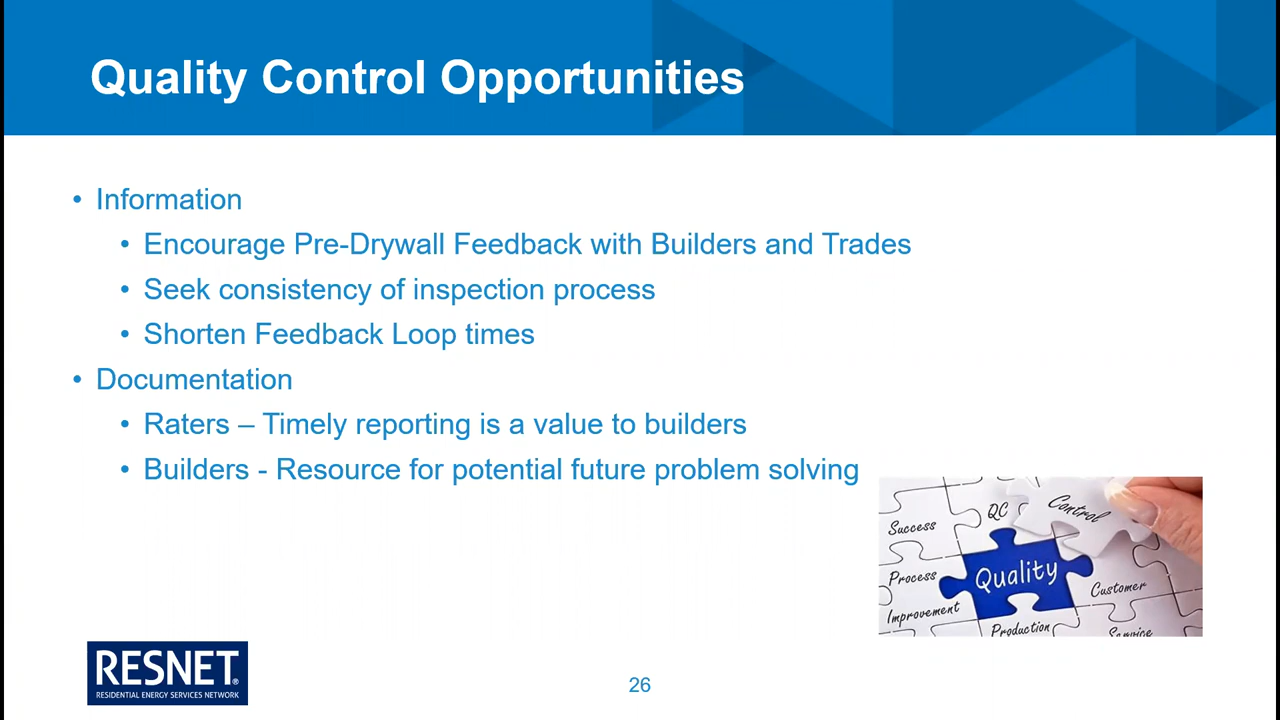 Quality Control Opportunities
• Information
• Encourage Pre-Drywall Feedback with Builders and Trades
• Seek consistency of inspection process
• Shorten Feedback Loop times
• Documentation
• Raters – Timely reporting is a value to builders
• Builders - Resource for potential future problem solving
Success
QC
Control
Process
Quality
Improvement
Customer
Production
Service
RESNET®
RESIDENTIAL ENERGY SERVICES NETWORK
26